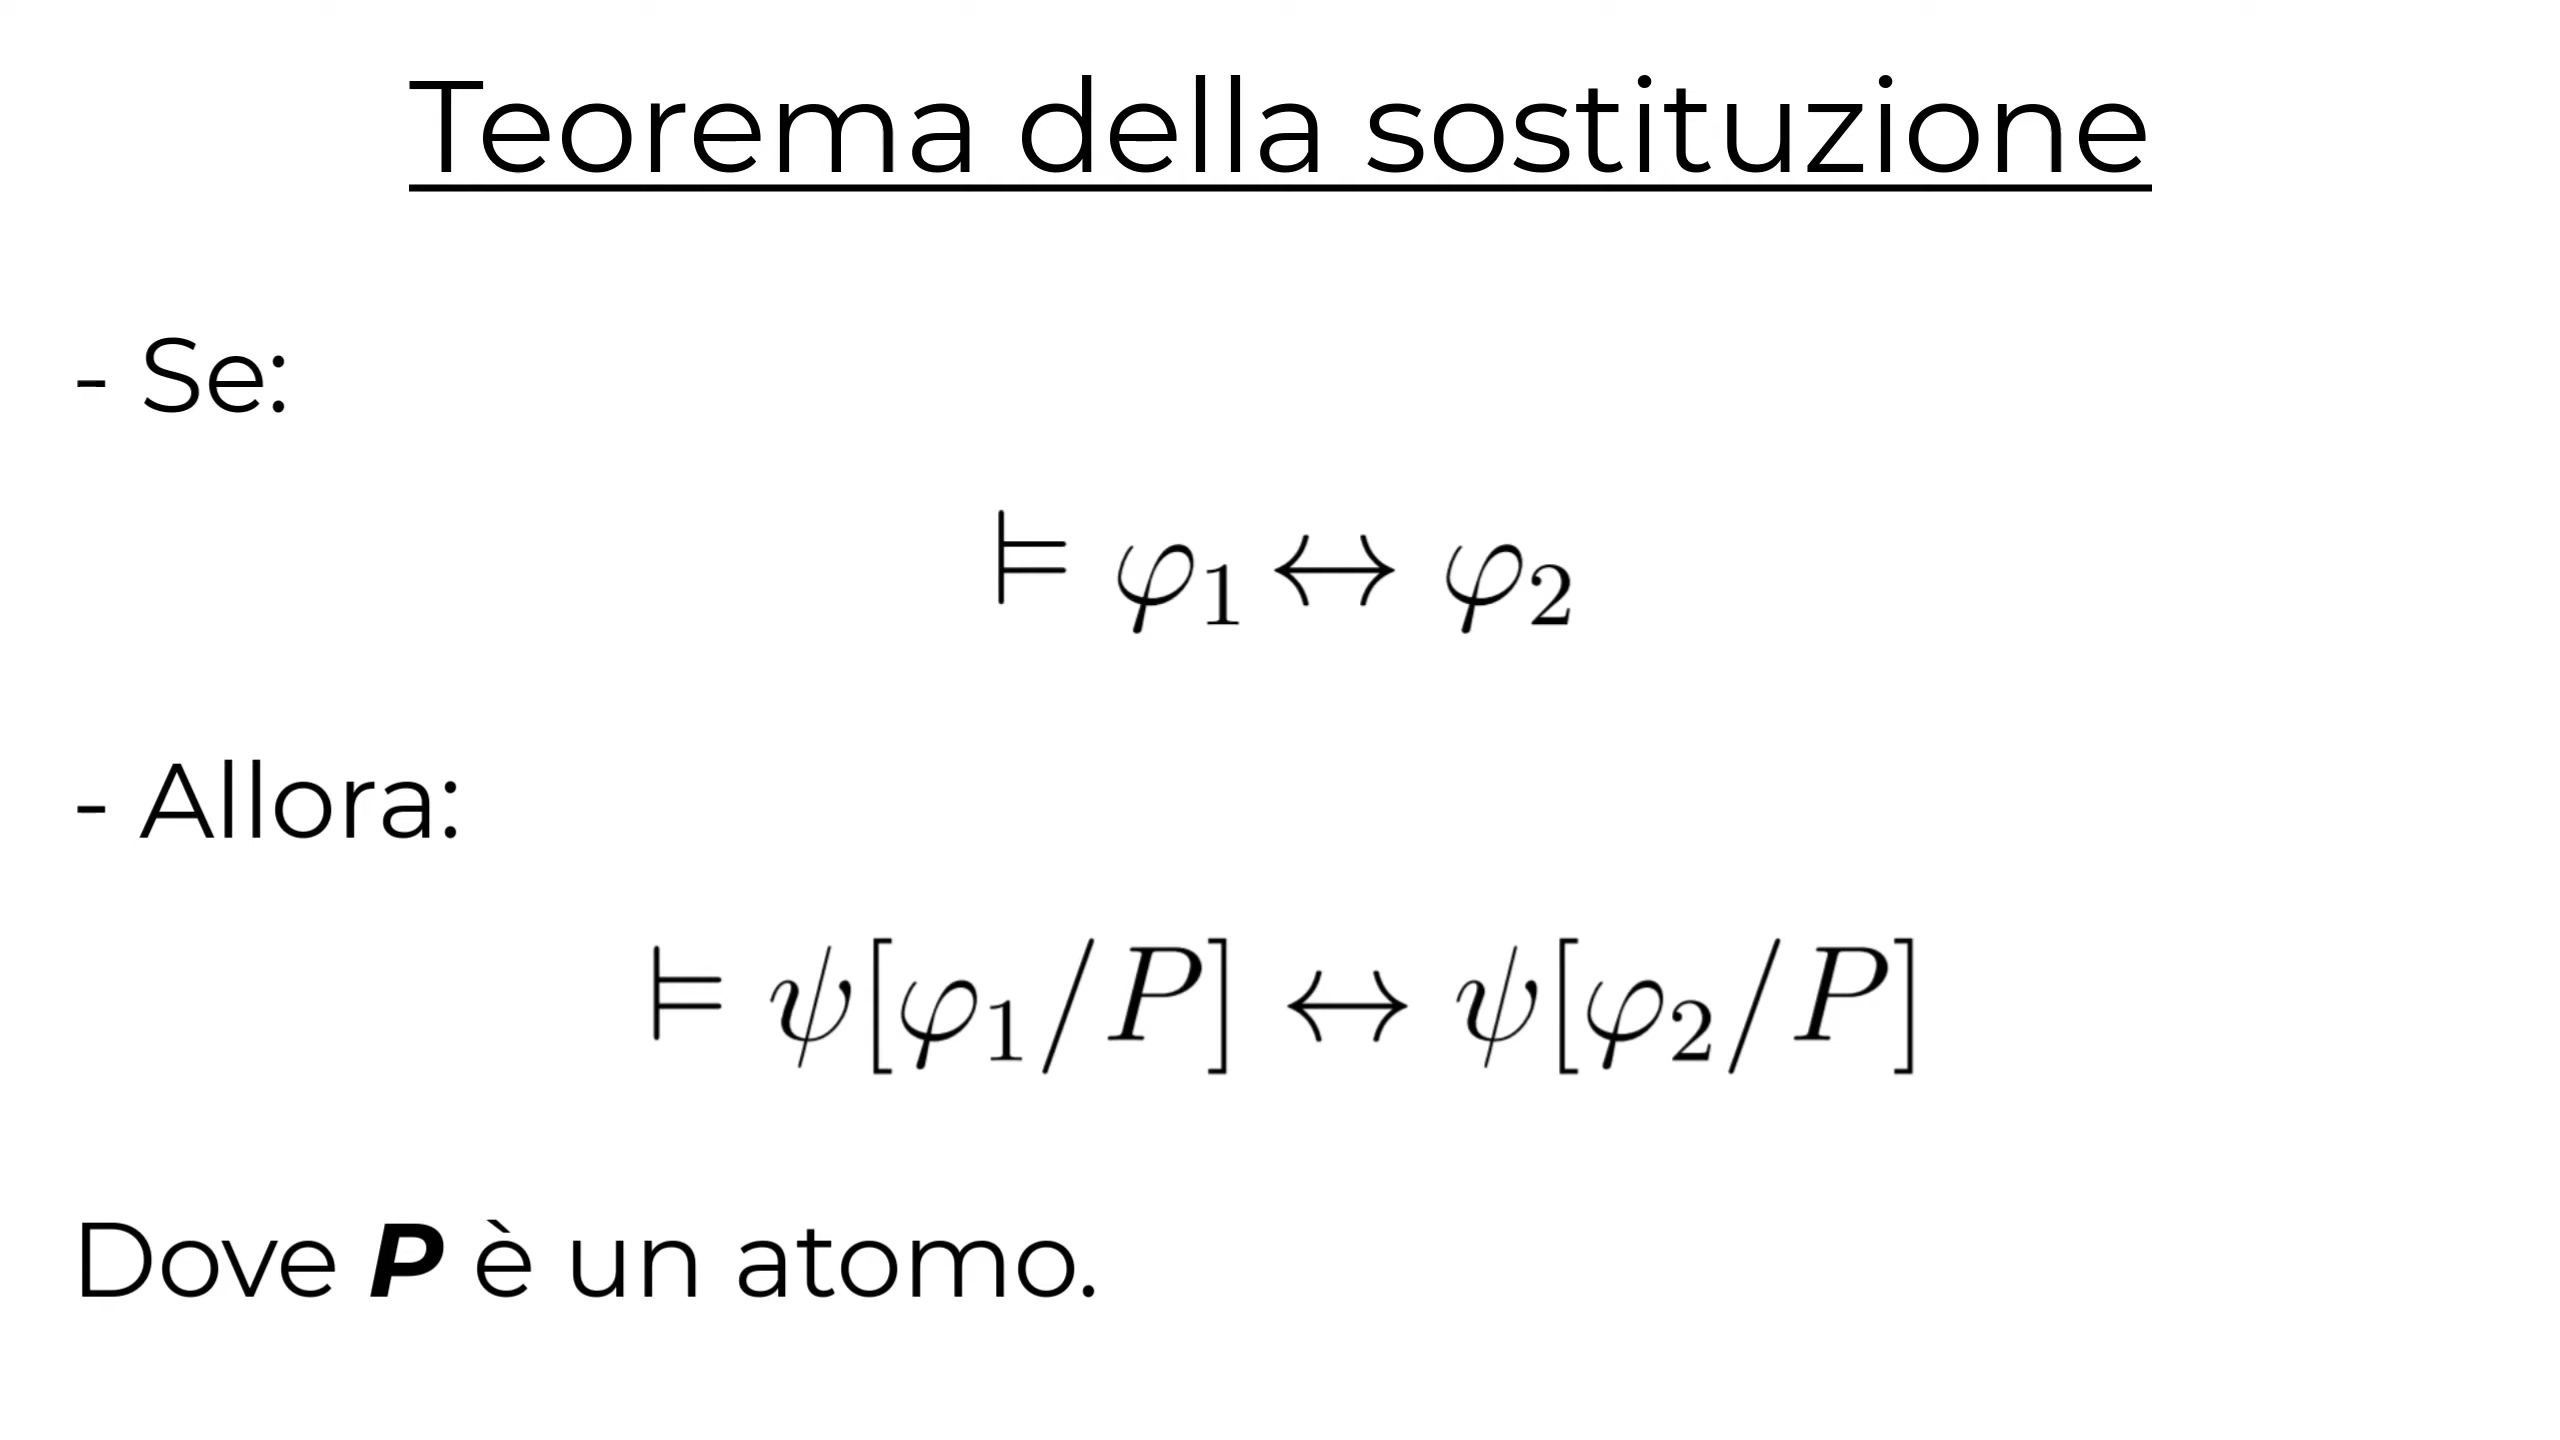 Teorema della sostituzione
- Se:
⊨ φ₁ ↔ φ₂
- Allora:
⊨ ψ[φ₁/P] ↔ ψ[φ₂/P]
Dove P è un atomo.